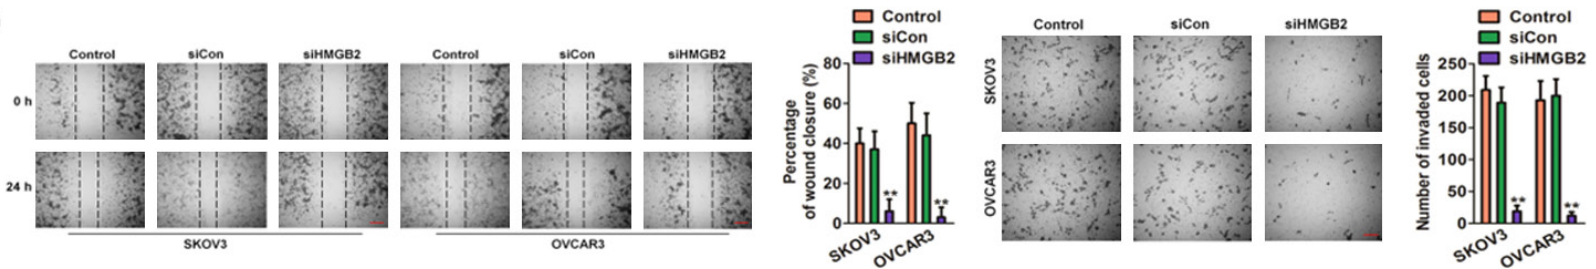 Control siCon siHMGB2 Control siCon siHMGB2
0 h
24 h
SKOV3 OVCAR3
Control
siCon
siHMGB2
Percentage
of wound closure (%)
80
60
40
20
0
**
**
SKOV3
OVCAR3
Control siCon siHMGB2
SKOV3
OVCAR3
Control
siCon
siHMGB2
Number of invaded cells
250
200
150
100
50
0
**
**
SKOV3
OVCAR3